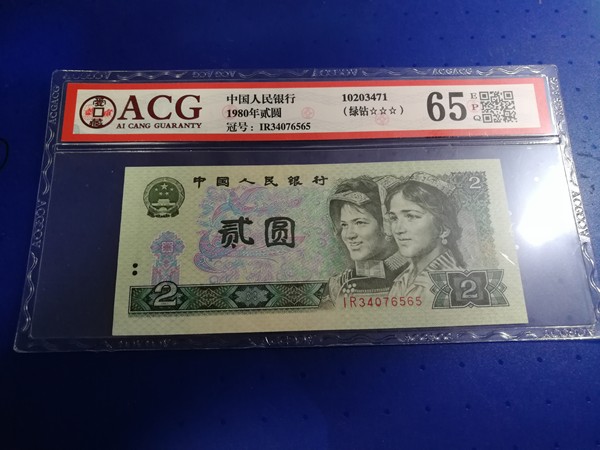 ACG
AI CANG GUARANTY
中国人民银行
1980年贰圆
冠号：IR34076565
10203471
（绿钻☆☆☆）
65
EPQ
中国人民银行
2
贰圆
2
IR34076565
2